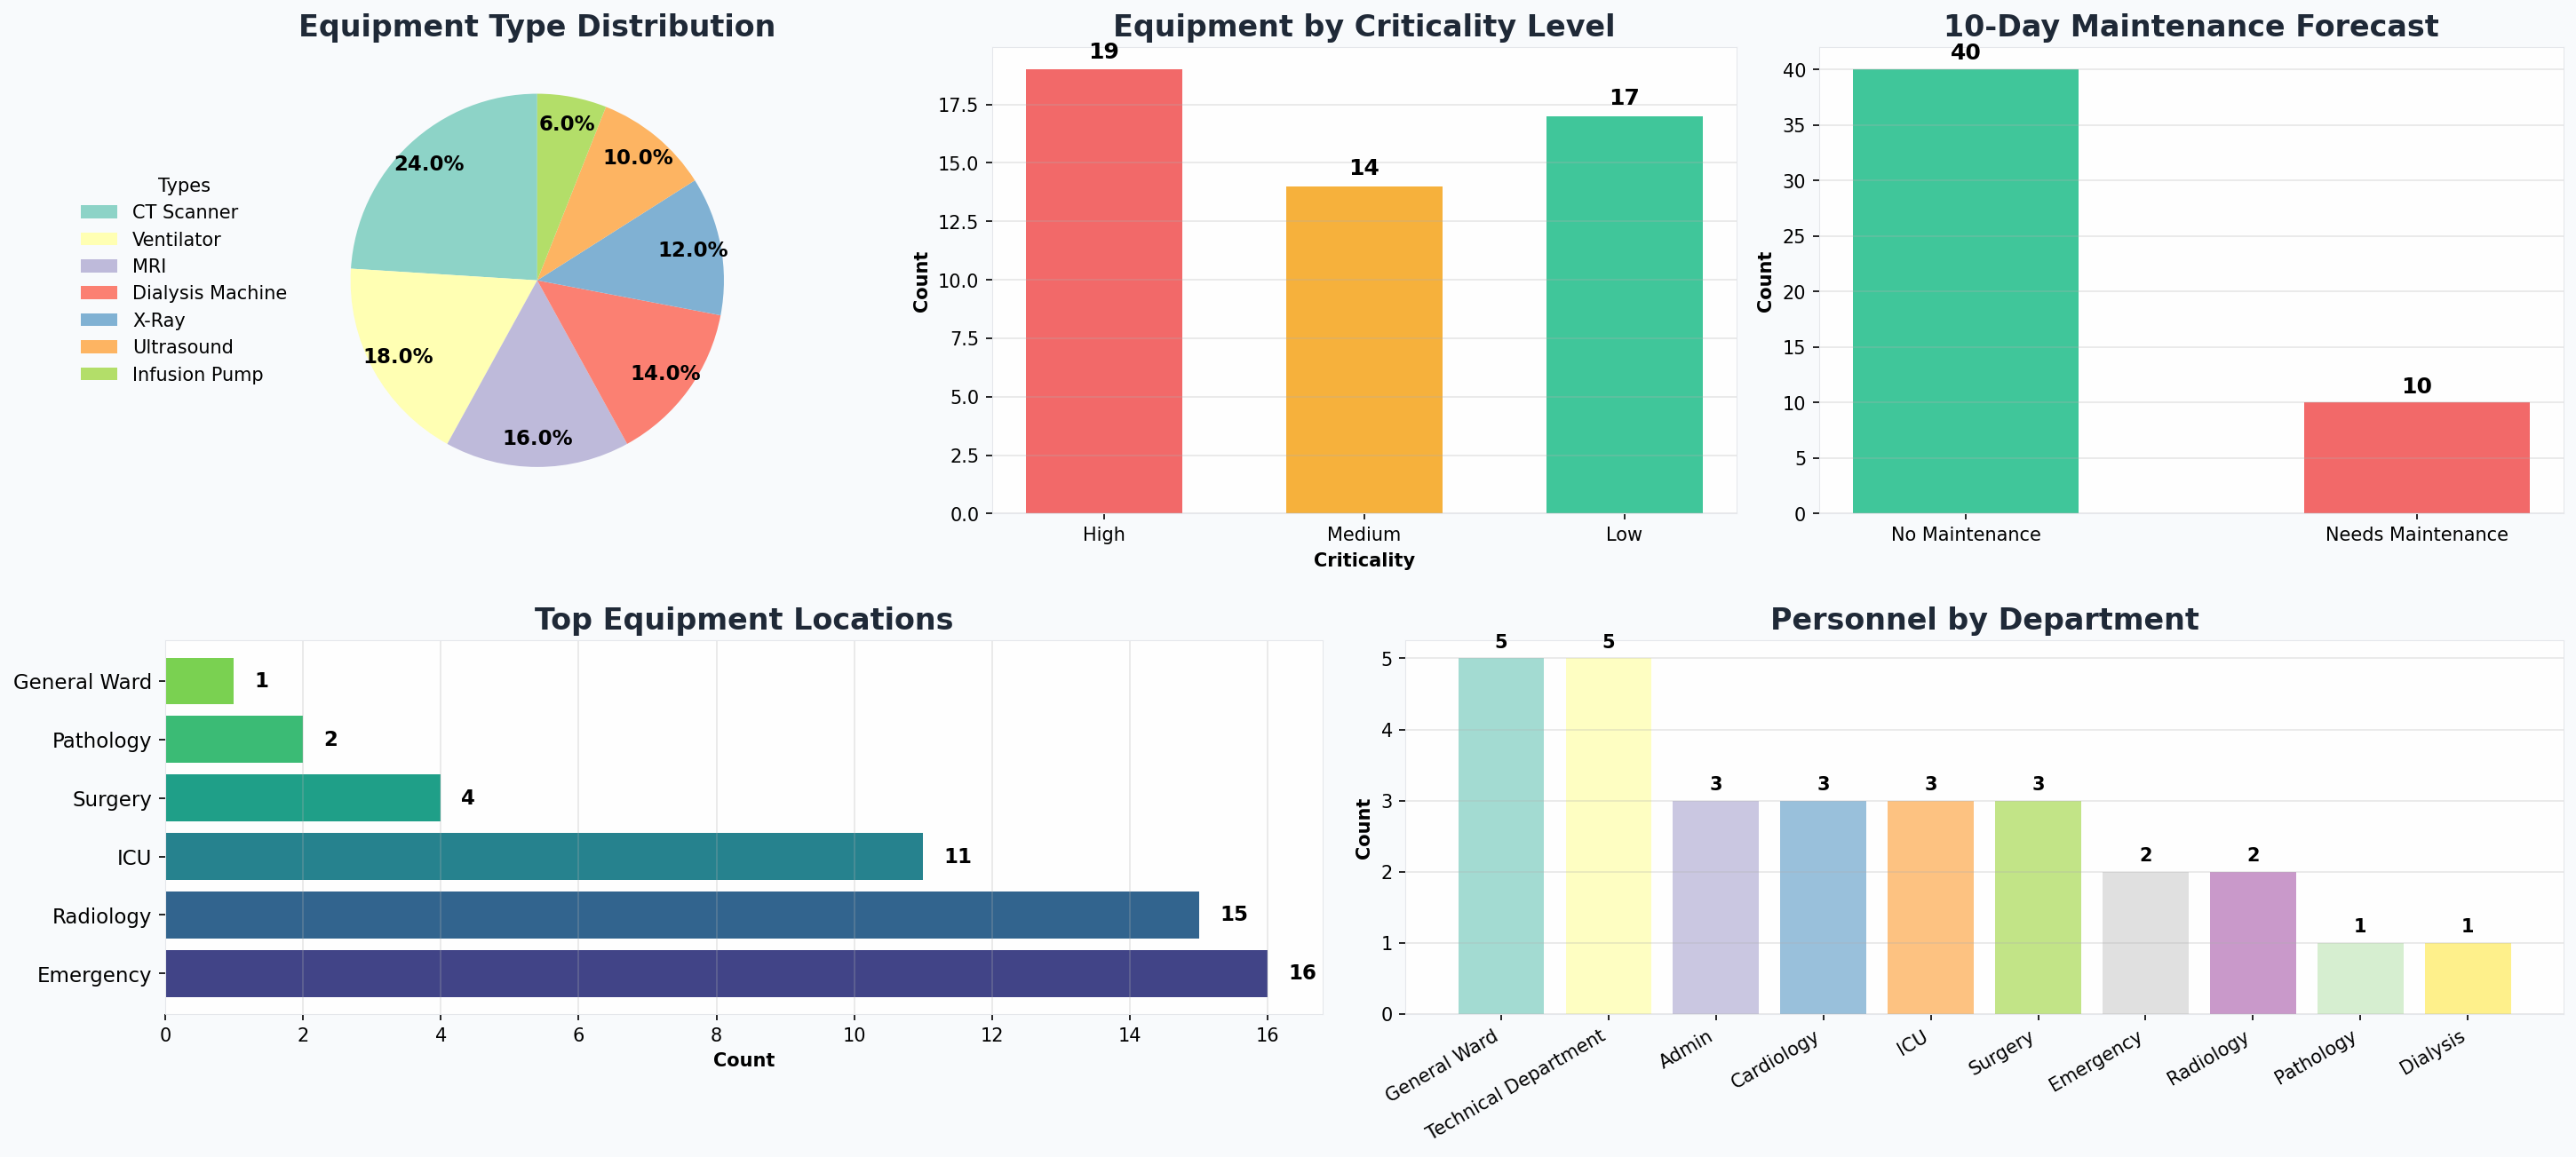 Equipment Type Distribution
Types
CT Scanner
Ventilator
MRI
Dialysis Machine
X-Ray
Ultrasound
Infusion Pump
24.0%
18.0%
16.0%
14.0%
12.0%
10.0%
6.0%
Equipment by Criticality Level
Count
17.5
15.0
12.5
10.0
7.5
5.0
2.5
0.0
19
14
17
High
Medium
Low
Criticality
10-Day Maintenance Forecast
Count
40
35
30
25
20
15
10
5
0
40
10
No Maintenance
Needs Maintenance
Top Equipment Locations
General Ward
1
Pathology
2
Surgery
4
ICU
11
Radiology
15
Emergency
16
0 2 4 6 8 10 12 14 16
Count
Personnel by Department
Count
5
4
3
2
1
0
5
5
3
3
3
3
2
2
1
1
General Ward
Technical Department
Admin
Cardiology
ICU
Surgery
Emergency
Radiology
Pathology
Dialysis